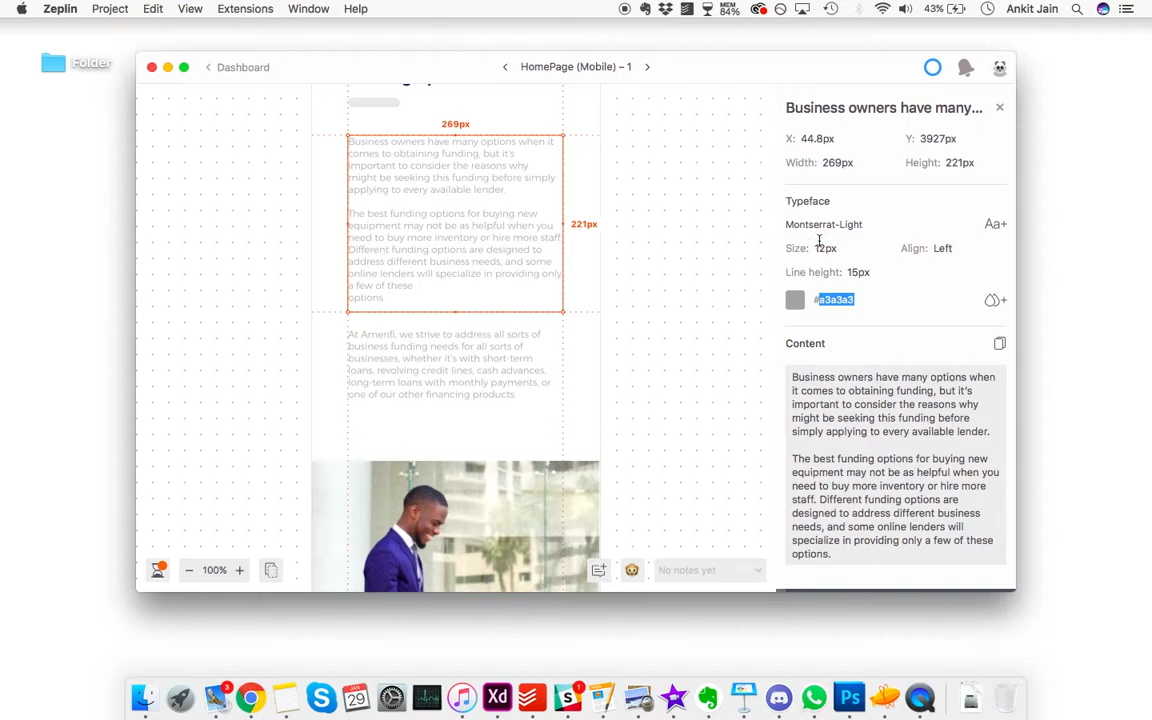 Zeplin Project Edit View Extensions Window Help MEM 84% 43% Ankit Jain
Folder
Dashboard HomePage (Mobile) – 1
269px
221px
Business owners have many options when it
comes to obtaining funding, but it's
important to consider the reasons why
might be seeking this funding before simply
applying to every available lender.
The best funding options for buying new
equipment may not be as helpful when you
need to buy more inventory or hire more staff.
Different funding options are designed to
address different business needs, and some
online lenders will specialize in providing only
a few of these
options.
At Amerifi, we strive to address all sorts of
business funding needs for all sorts of
businesses, whether it's with short-term
loans, revolving credit lines, cash advances,
long-term loans with monthly payments, or
one of our other financing products.
100%
No notes yet
Business owners have many...
X: 44.8px Y: 3927px
Width: 269px Height: 221px
Typeface
Montserrat-Light Aa+
Size: 12px Align: Left
Line height: 15px
#a3a3a3
Content
Business owners have many options when
it comes to obtaining funding, but it's
important to consider the reasons why
might be seeking this funding before
simply applying to every available lender.
The best funding options for buying new
equipment may not be as helpful when you
need to buy more inventory or hire more
staff. Different funding options are
designed to address different business
needs, and some online lenders will
specialize in providing only a few of these
options.
3 JAN 29 Xd 1 Ps